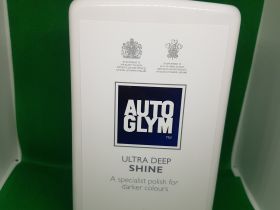 AUTO
GLYM
ULTRA DEEP
SHINE
A specialist polish for
darker colours